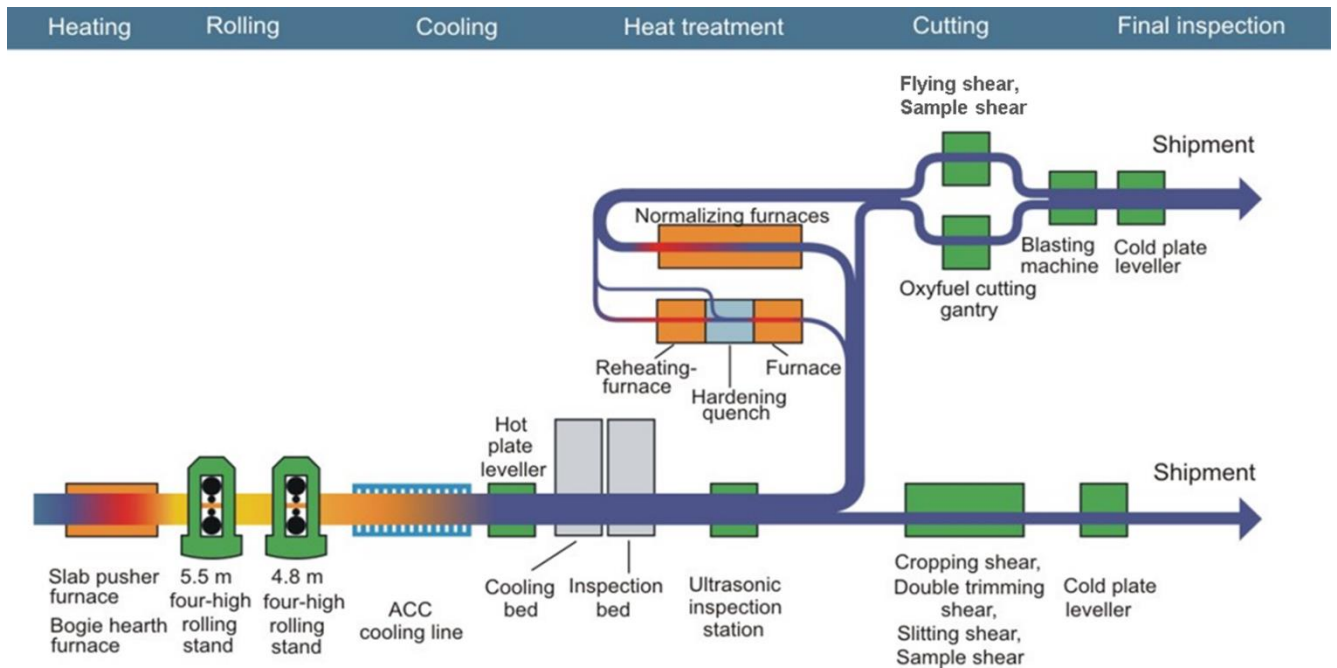 Heating
Rolling
Cooling
Heat treatment
Cutting
Final inspection
Flying shear,
Sample shear
Shipment
Normalizing furnaces
Blasting
machine
Cold plate
leveller
Oxyfuel cutting
gantry
Reheating-
furnace
Furnace
Hardening
quench
Hot
plate
leveller
Shipment
Slab pusher
furnace
Bogie hearth
furnace
5.5 m
four-high
rolling
stand
4.8 m
four-high
rolling
stand
ACC
cooling line
Cooling
bed
Inspection
bed
Ultrasonic
inspection
station
Cropping shear,
Double trimming
shear,
Slitting shear,
Sample shear
Cold plate
leveller